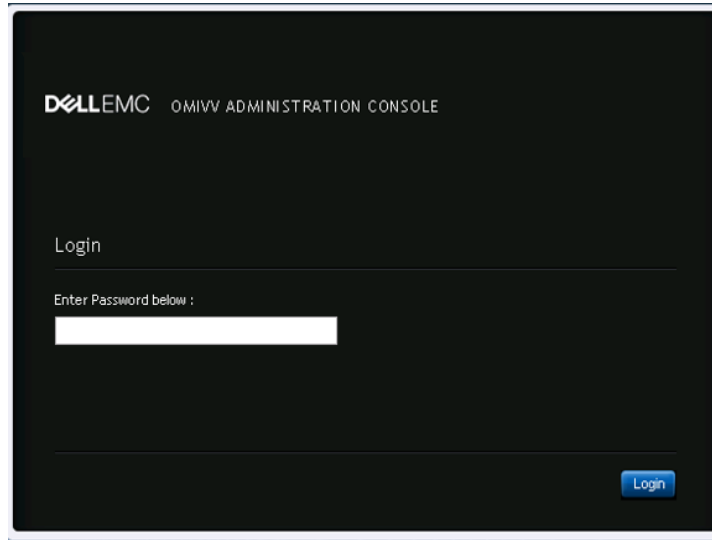 DELLEMC OMIVV ADMINISTRATION CONSOLE
Login
Enter Password below :
Login